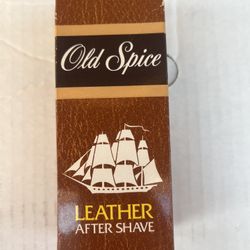 Old Spice
LEATHER
AFTER SHAVE